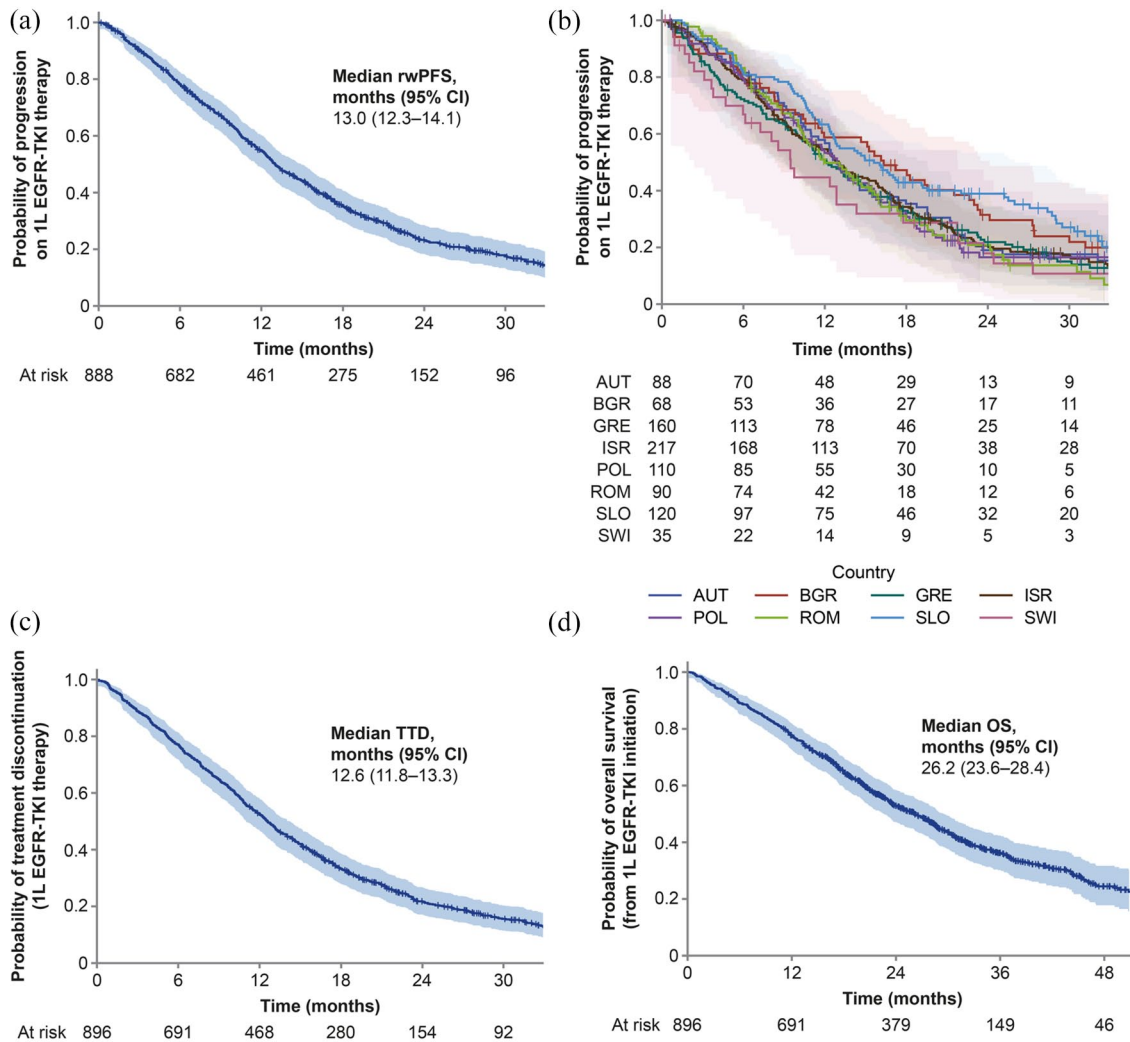 (a)
Probability of progression
on 1L EGFR-TKI therapy
1.0
0.8
0.6
0.4
0.2
0
Median rwPFS,
months (95% CI)
13.0 (12.3–14.1)
0 6 12 18 24 30
Time (months)
At risk 888 682 461 275 152 96
(b)
Probability of progression
on 1L EGFR-TKI therapy
1.0
0.8
0.6
0.4
0.2
0
0 6 12 18 24 30
Time (months)
AUT 88 70 48 29 13 9
BGR 68 53 36 27 17 11
GRE 160 113 78 46 25 14
ISR 217 168 113 70 38 28
POL 110 85 55 30 10 5
ROM 90 74 42 18 12 6
SLO 120 97 75 46 32 20
SWI 35 22 14 9 5 3
Country
AUT BGR GRE ISR
POL ROM SLO SWI
(c)
Probability of treatment discontinuation
(1L EGFR-TKI therapy)
1.0
0.8
0.6
0.4
0.2
0
Median TTD,
months (95% CI)
12.6 (11.8–13.3)
0 6 12 18 24 30
Time (months)
At risk 896 691 468 280 154 92
(d)
Probability of overall survival
(from 1L EGFR-TKI initiation)
1.0
0.8
0.6
0.4
0.2
0
Median OS,
months (95% CI)
26.2 (23.6–28.4)
0 12 24 36 48
Time (months)
At risk 896 691 379 149 46